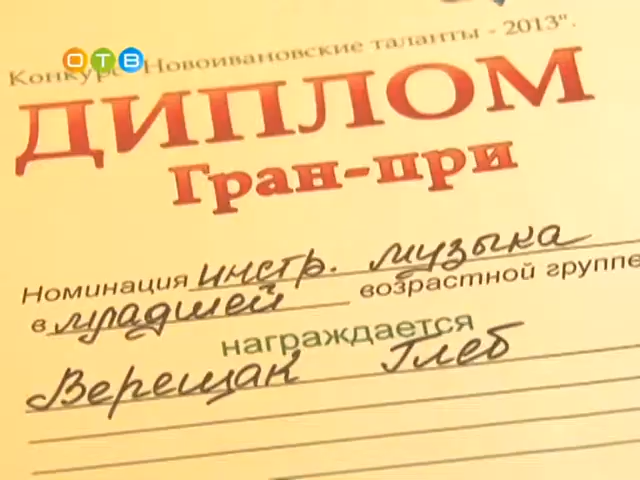 ОТВ
Конкурс "Новоивановские таланты - 2013".
ДИПЛОМ
Гран-при
Номинация инстр. музыка
в младшей возрастной группе
награждается
Верещак Глеб